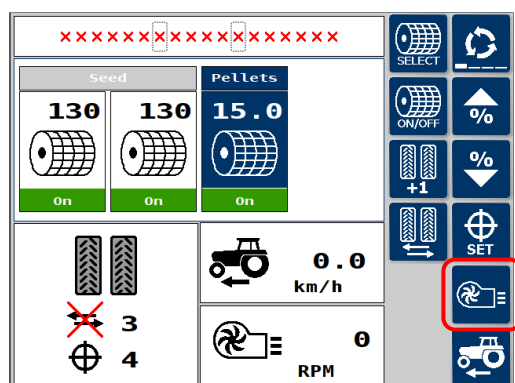 Seed
Pellets
130
130
15.0
On
On
On
3
4
0.0
km/h
0
RPM
SELECT
ON/OFF
%
+1
%
SET